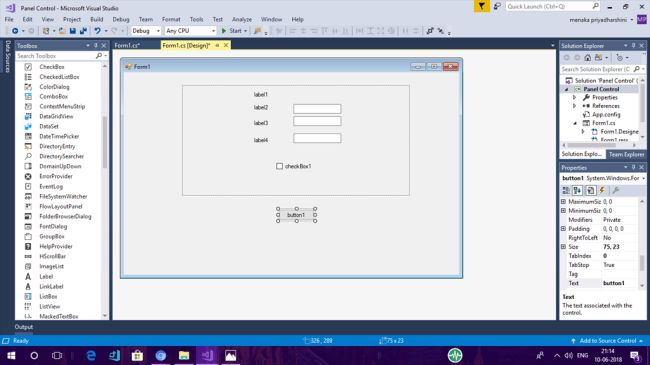 Panel Control - Microsoft Visual Studio
Quick Launch (Ctrl+Q)
File Edit View Project Build Debug Team Format Tools Test Analyze Window Help
menaka priyadharshini MP
Debug Any CPU Start
Data Sources
Toolbox
Search Toolbox
CheckBox
CheckedListBox
ColorDialog
ComboBox
ContextMenuStrip
DataGridView
DataSet
DateTimePicker
DirectoryEntry
DirectorySearcher
DomainUpDown
ErrorProvider
EventLog
FileSystemWatcher
FlowLayoutPanel
FolderBrowserDialog
FontDialog
GroupBox
HelpProvider
HScrollBar
ImageList
Label
LinkLabel
ListBox
ListView
MaskedTextBox
Form1.cs*
Form1.cs [Design]*
Form1
label1
label2
label3
label4
checkBox1
button1
Solution Explorer
Search Solution Explorer (C
Solution 'Panel Control' (
Panel Control
Properties
References
App.config
Form1.cs
Form1.Designe
Form1.resx
Solution Explo...
Team Explorer
Properties
button1 System.Windows.For
MaximumSiz 0, 0
MinimumSiz 0, 0
Modifiers Private
Padding 0, 0, 0, 0
RightToLeft No
Size 75, 23
TabIndex 0
TabStop True
Tag
Text button1
Text
The text associated with the control.
Output
Ready
326, 289
75 x 23
Add to Source Control
ENG
21:14
10-06-2018